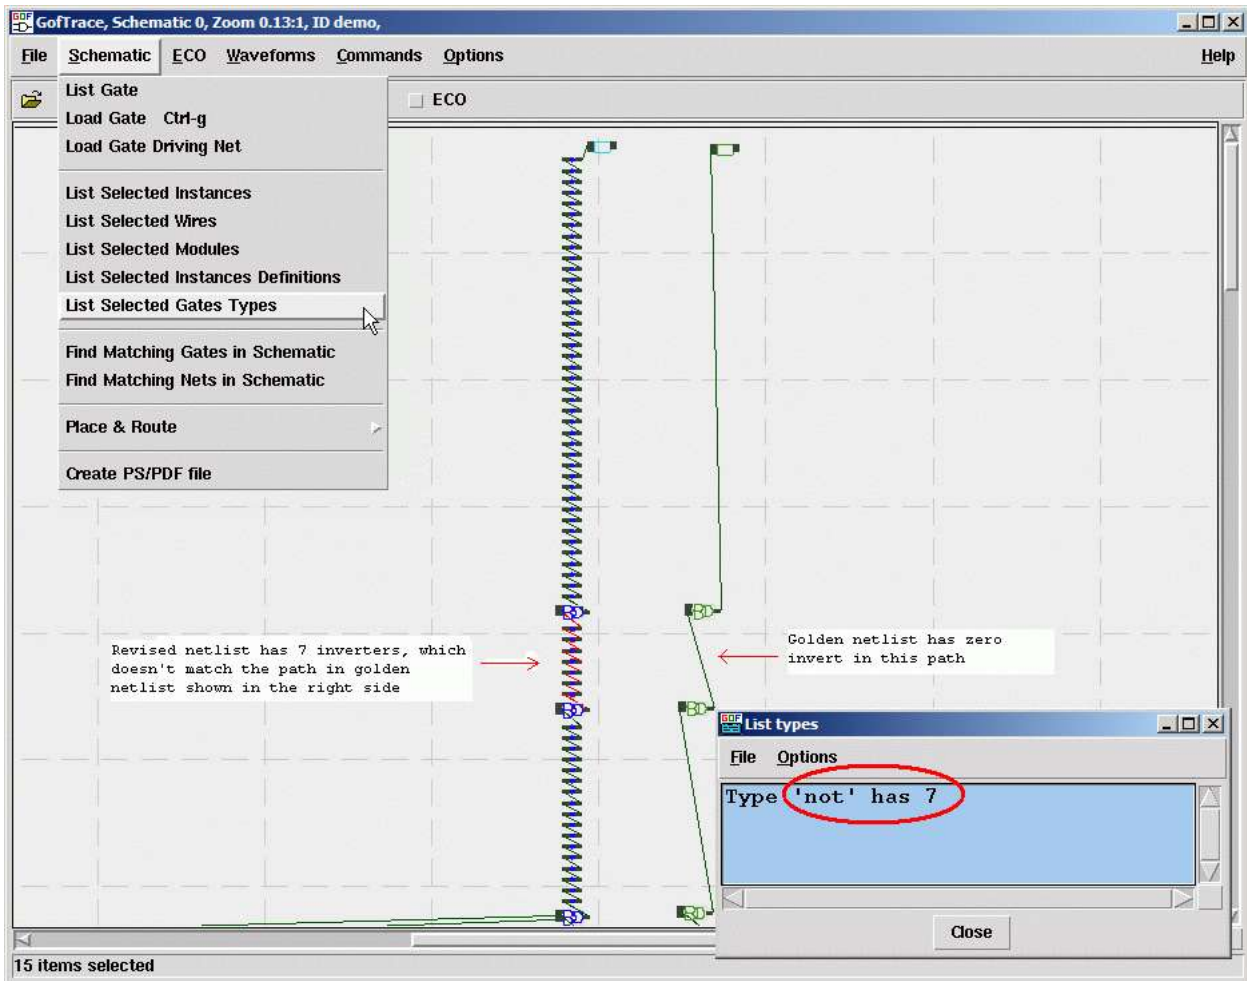 GofTrace, Schematic 0, Zoom 0.13:1, ID demo,
File Schematic ECO Waveforms Commands Options Help
List Gate
ECO
Load Gate Ctrl-g
Load Gate Driving Net
List Selected Instances
List Selected Wires
List Selected Modules
List Selected Instances Definitions
List Selected Gates Types
Find Matching Gates in Schematic
Find Matching Nets in Schematic
Place & Route
Create PS/PDF file
Revised netlist has 7 inverters, which
doesn't match the path in golden
netlist shown in the right side
Golden netlist has zero
invert in this path
GOF List types
File Options
Type 'not' has 7
Close
15 items selected